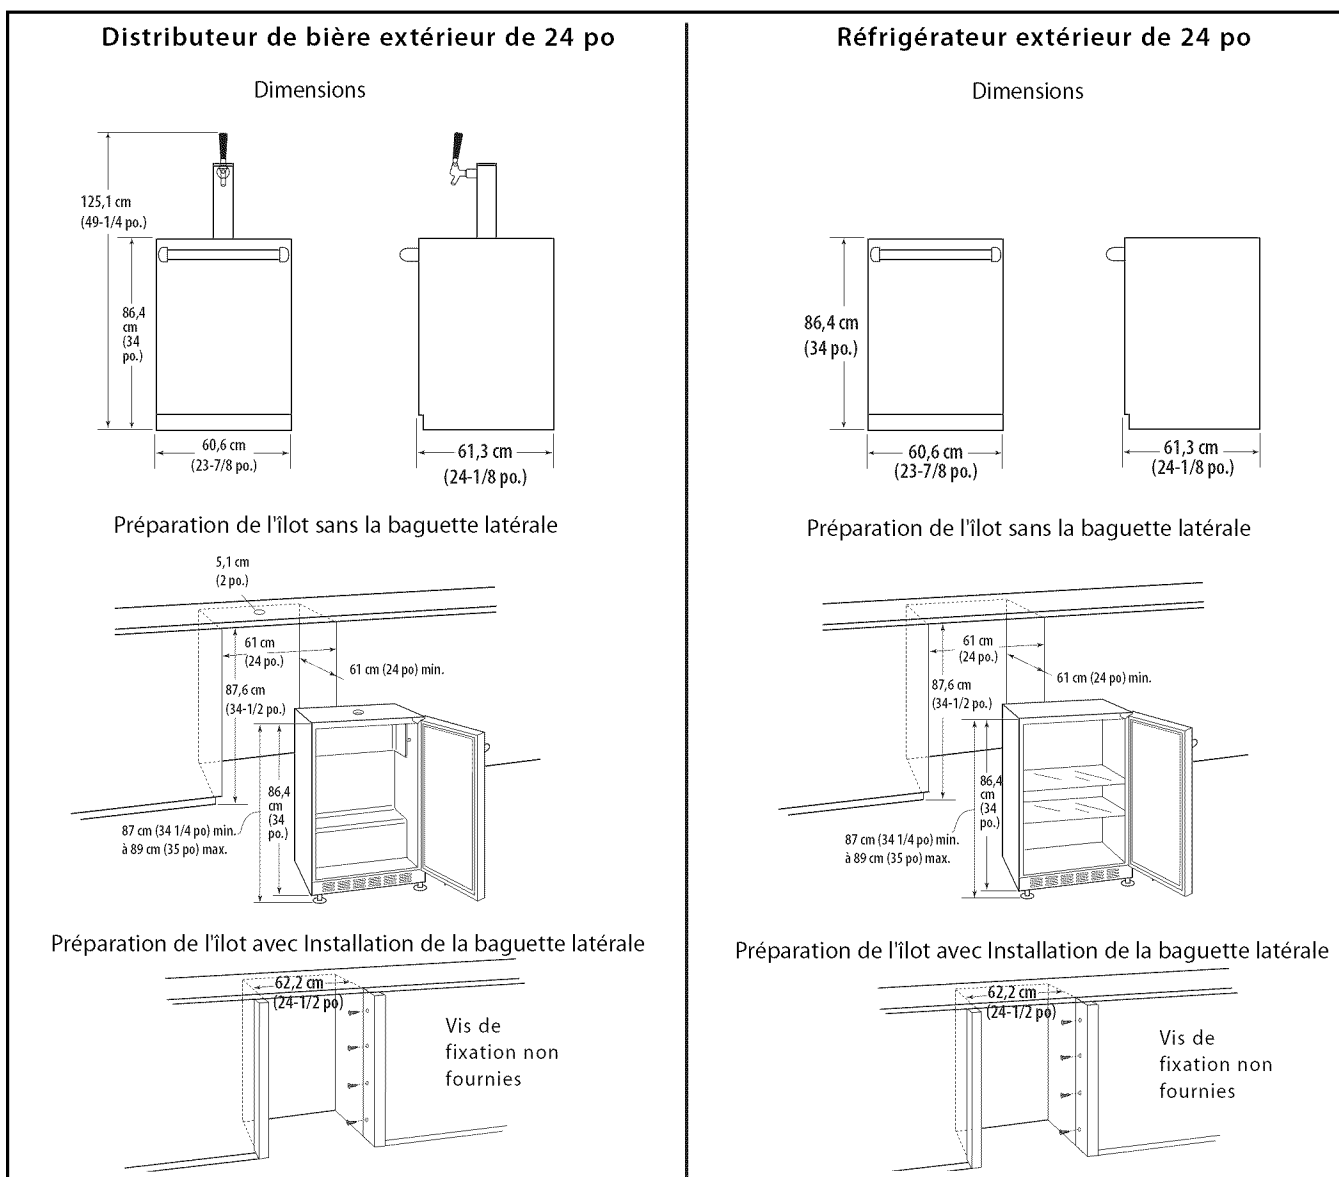 Distributeur de bière extérieur de 24 po
Dimensions
125,1 cm
(49-1/4 po.)
86,4
cm
(34
po.)
60,6 cm
(23-7/8 po.)
61,3 cm
(24-1/8 po.)
Préparation de l'îlot sans la baguette latérale
5,1 cm
(2 po.)
61 cm
(24 po.)
61 cm (24 po) min.
87,6 cm
(34-1/2 po.)
86,4
cm
(34
po.)
87 cm (34 1/4 po) min.
à 89 cm (35 po) max.
Préparation de l'îlot avec Installation de la baguette latérale
62,2 cm
(24-1/2 po)
Vis de
fixation non
fournies
Réfrigérateur extérieur de 24 po
Dimensions
86,4 cm
(34 po.)
60,6 cm
(23-7/8 po.)
61,3 cm
(24-1/8 po.)
Préparation de l'îlot sans la baguette latérale
61 cm
(24 po.)
61 cm (24 po) min.
87,6 cm
(34-1/2 po.)
86,4
cm
(34
po.)
87 cm (34 1/4 po) min.
à 89 cm (35 po) max.
Préparation de l'îlot avec Installation de la baguette latérale
62,2 cm
(24-1/2 po)
Vis de
fixation non
fournies